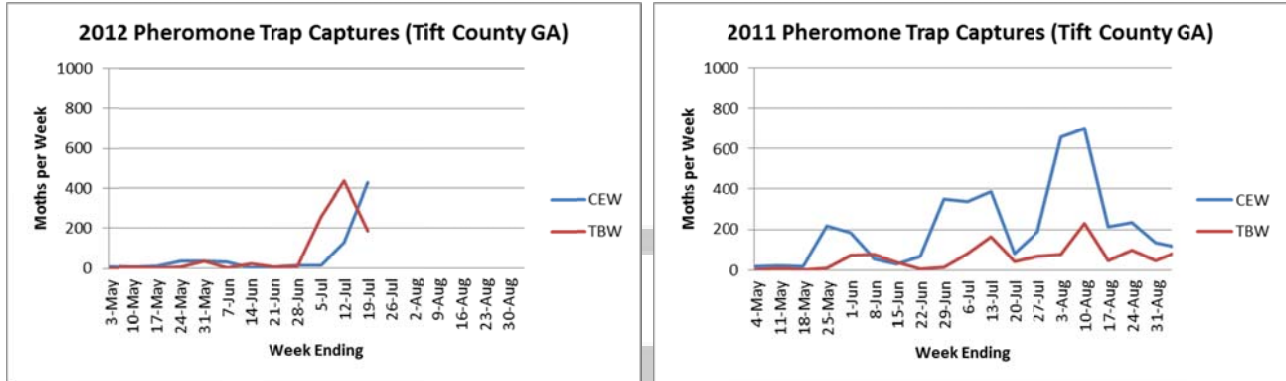 2012 Pheromone Trap Captures (Tift County GA)
1000
800
600
400
200
0
Moths per Week
3-May
10-May
17-May
24-May
31-May
7-Jun
14-Jun
21-Jun
28-Jun
5-Jul
12-Jul
19-Jul
26-Jul
2-Aug
9-Aug
16-Aug
23-Aug
30-Aug
Week Ending
CEW
TBW
2011 Pheromone Trap Captures (Tift County GA)
1000
800
600
400
200
0
Moths per Week
4-May
11-May
18-May
25-May
1-Jun
8-Jun
15-Jun
22-Jun
29-Jun
6-Jul
13-Jul
20-Jul
27-Jul
3-Aug
10-Aug
17-Aug
24-Aug
31-Aug
Week Ending
CEW
TBW